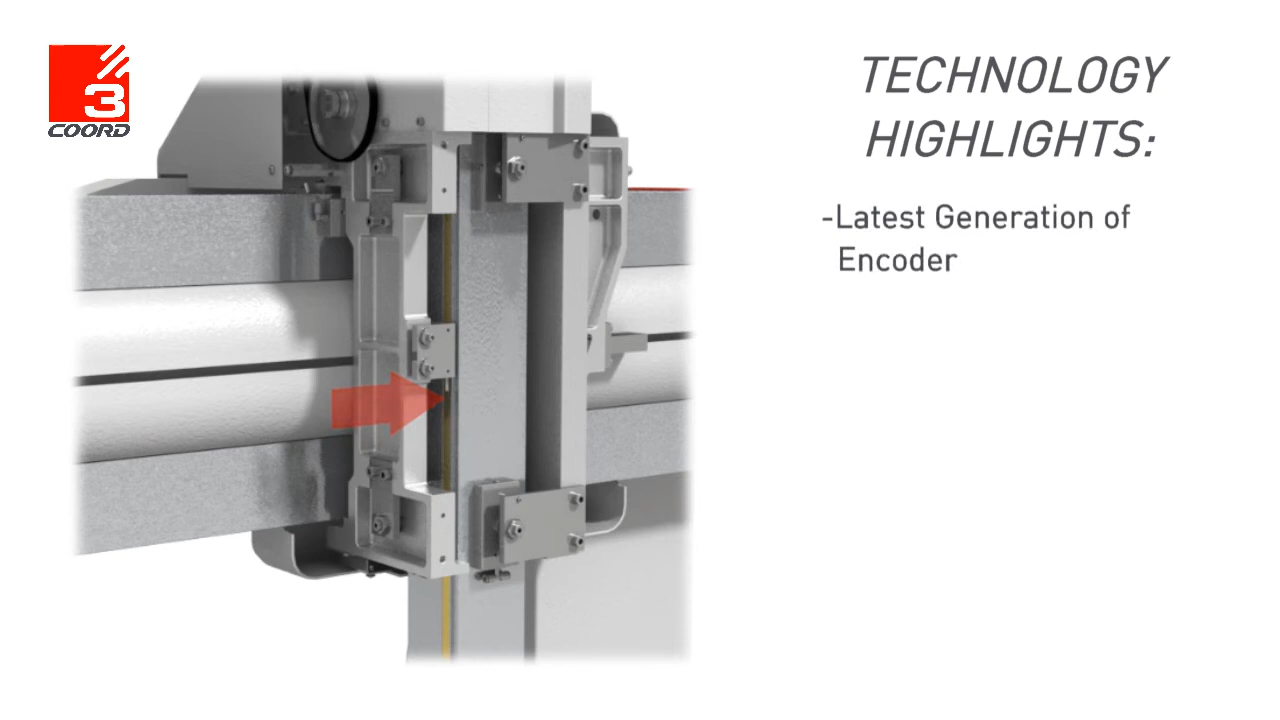 3
COORD
TECHNOLOGY
HIGHLIGHTS:
-Latest Generation of
Encoder